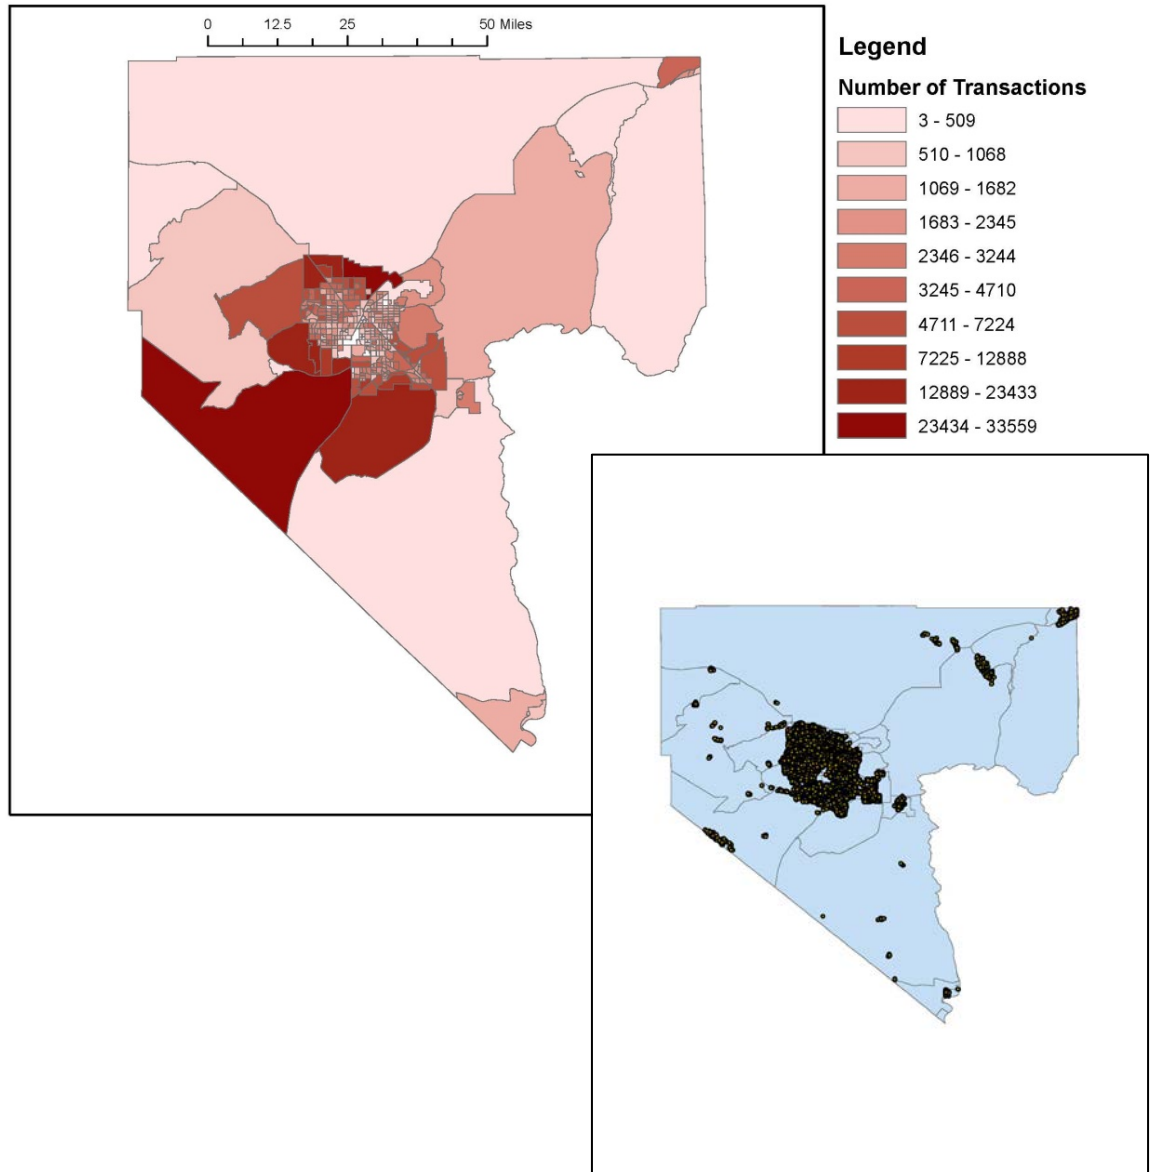 0 12.5 25 50 Miles
Legend
Number of Transactions
3 - 509
510 - 1068
1069 - 1682
1683 - 2345
2346 - 3244
3245 - 4710
4711 - 7224
7225 - 12888
12889 - 23433
23434 - 33559